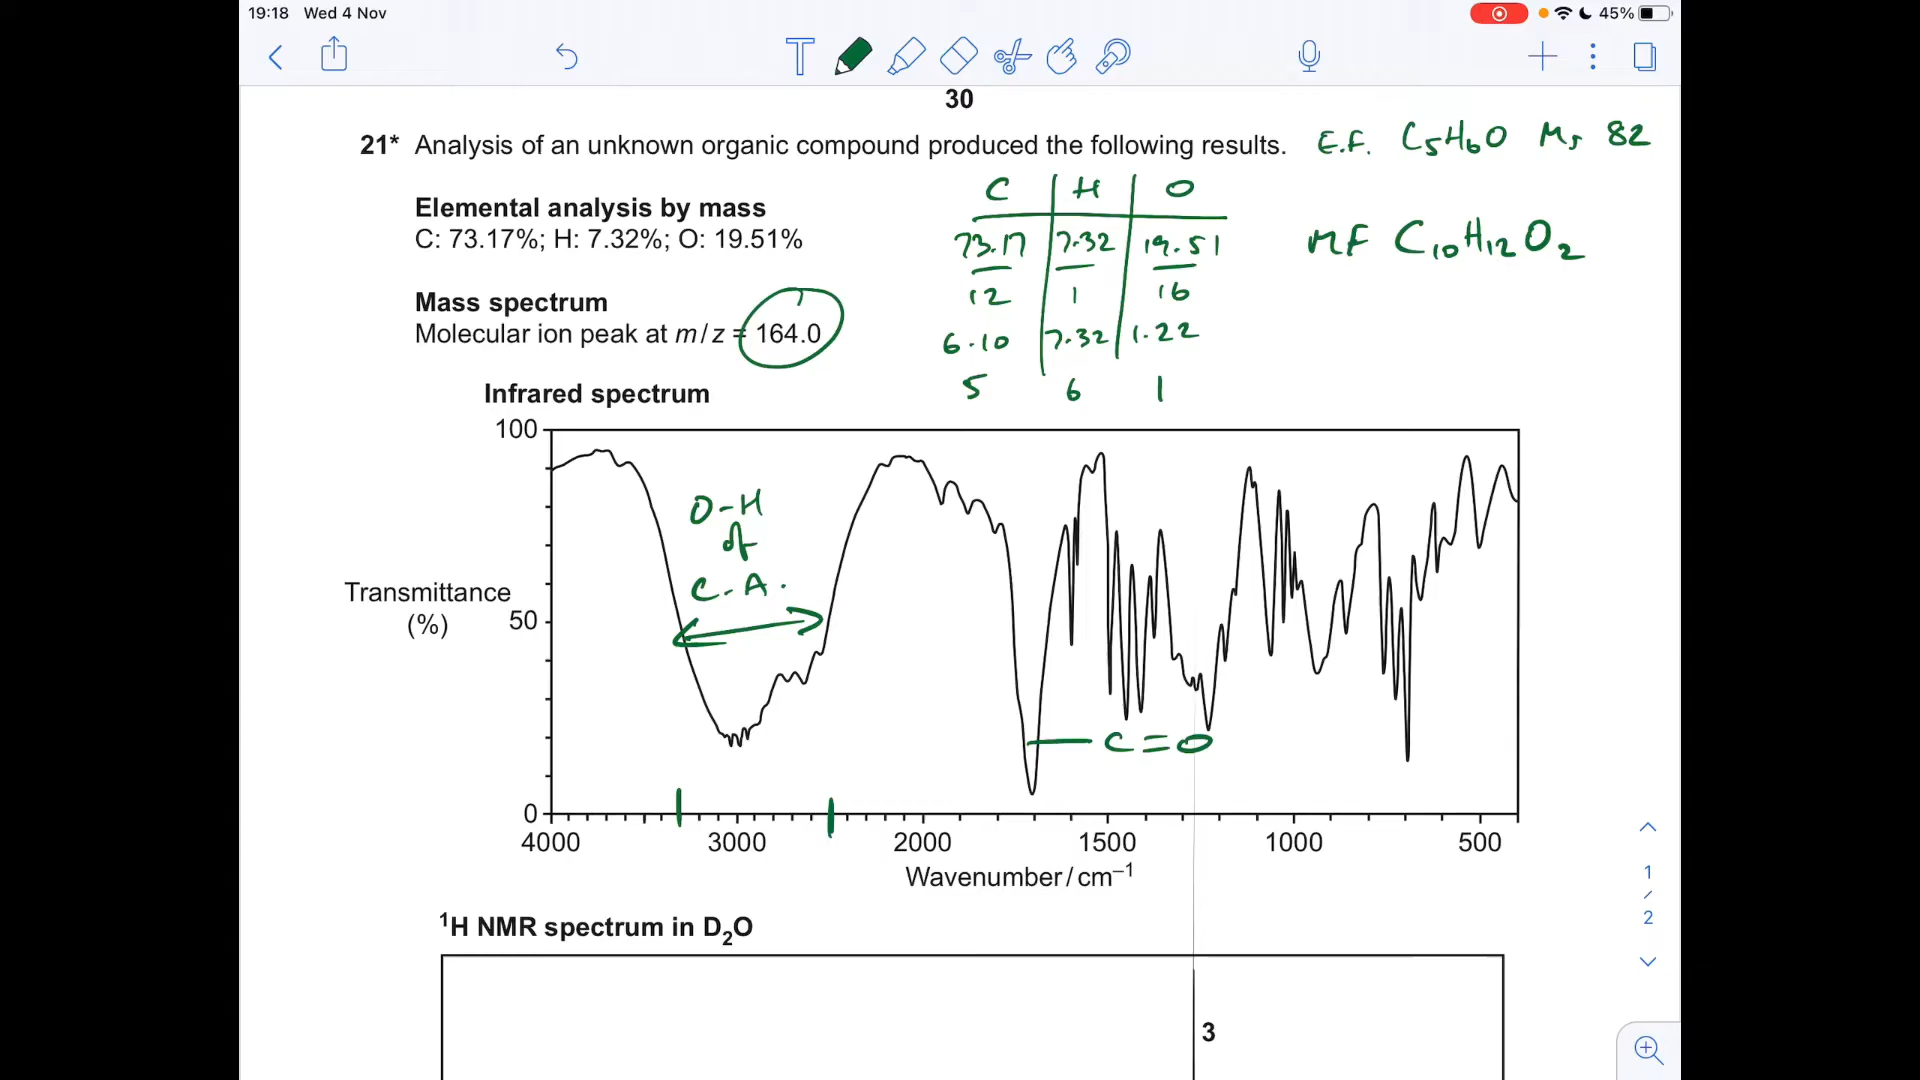 19:18 Wed 4 Nov
45%
T
30
21* Analysis of an unknown organic compound produced the following results.
E.F. C5H6O Mr 82
Elemental analysis by mass
C: 73.17%; H: 7.32%; O: 19.51%
C H O
73.17 7.32 19.51
12 1 16
6.10 7.32 1.22
5 6 1
MF C10H12O2
Mass spectrum
Molecular ion peak at m/z = 164.0
Infrared spectrum
100
50
0
Transmittance
(%)
O-H
of
C.A.
C=O
4000 3000 2000 1500 1000 500
Wavenumber/cm⁻¹
¹H NMR spectrum in D₂O
3
1
/
2